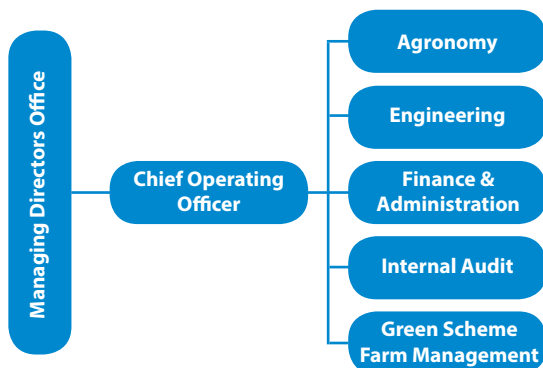 Managing Directors Office
Chief Operating
Officer
Agronomy
Engineering
Finance &
Administration
Internal Audit
Green Scheme
Farm Management